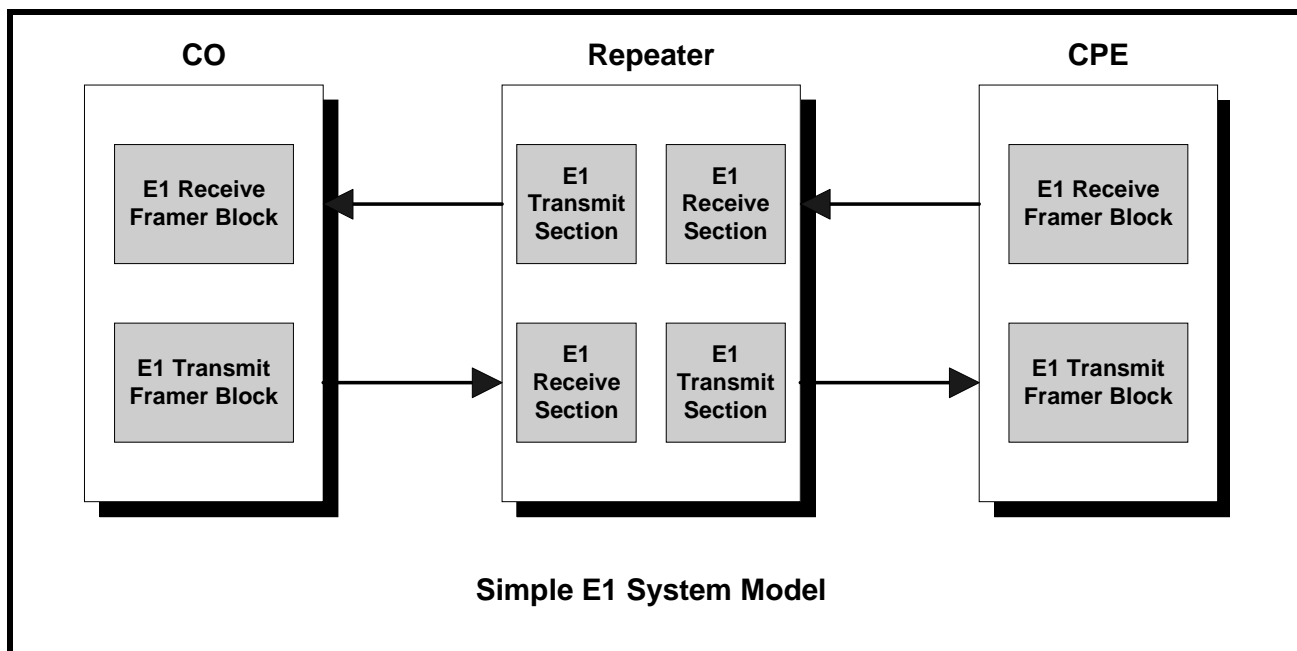 CO
Repeater
CPE
E1 Receive
Framer Block
E1
Transmit
Section
E1
Receive
Section
E1 Receive
Framer Block
E1 Transmit
Framer Block
E1
Receive
Section
E1
Transmit
Section
E1 Transmit
Framer Block
Simple E1 System Model